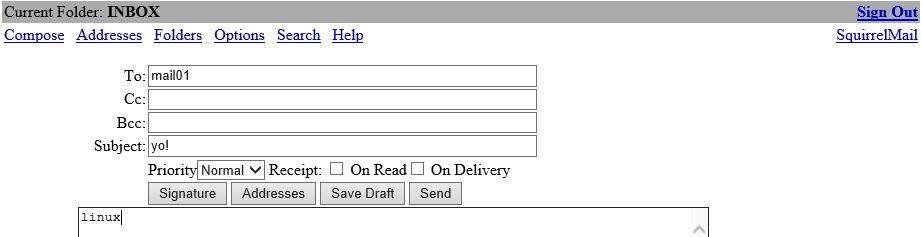 Current Folder: INBOX Sign Out
Compose Addresses Folders Options Search Help SquirrelMail
To: mail01
Cc:
Bcc:
Subject: yo!
Priority Normal Receipt: On Read On Delivery
Signature Addresses Save Draft Send
linux